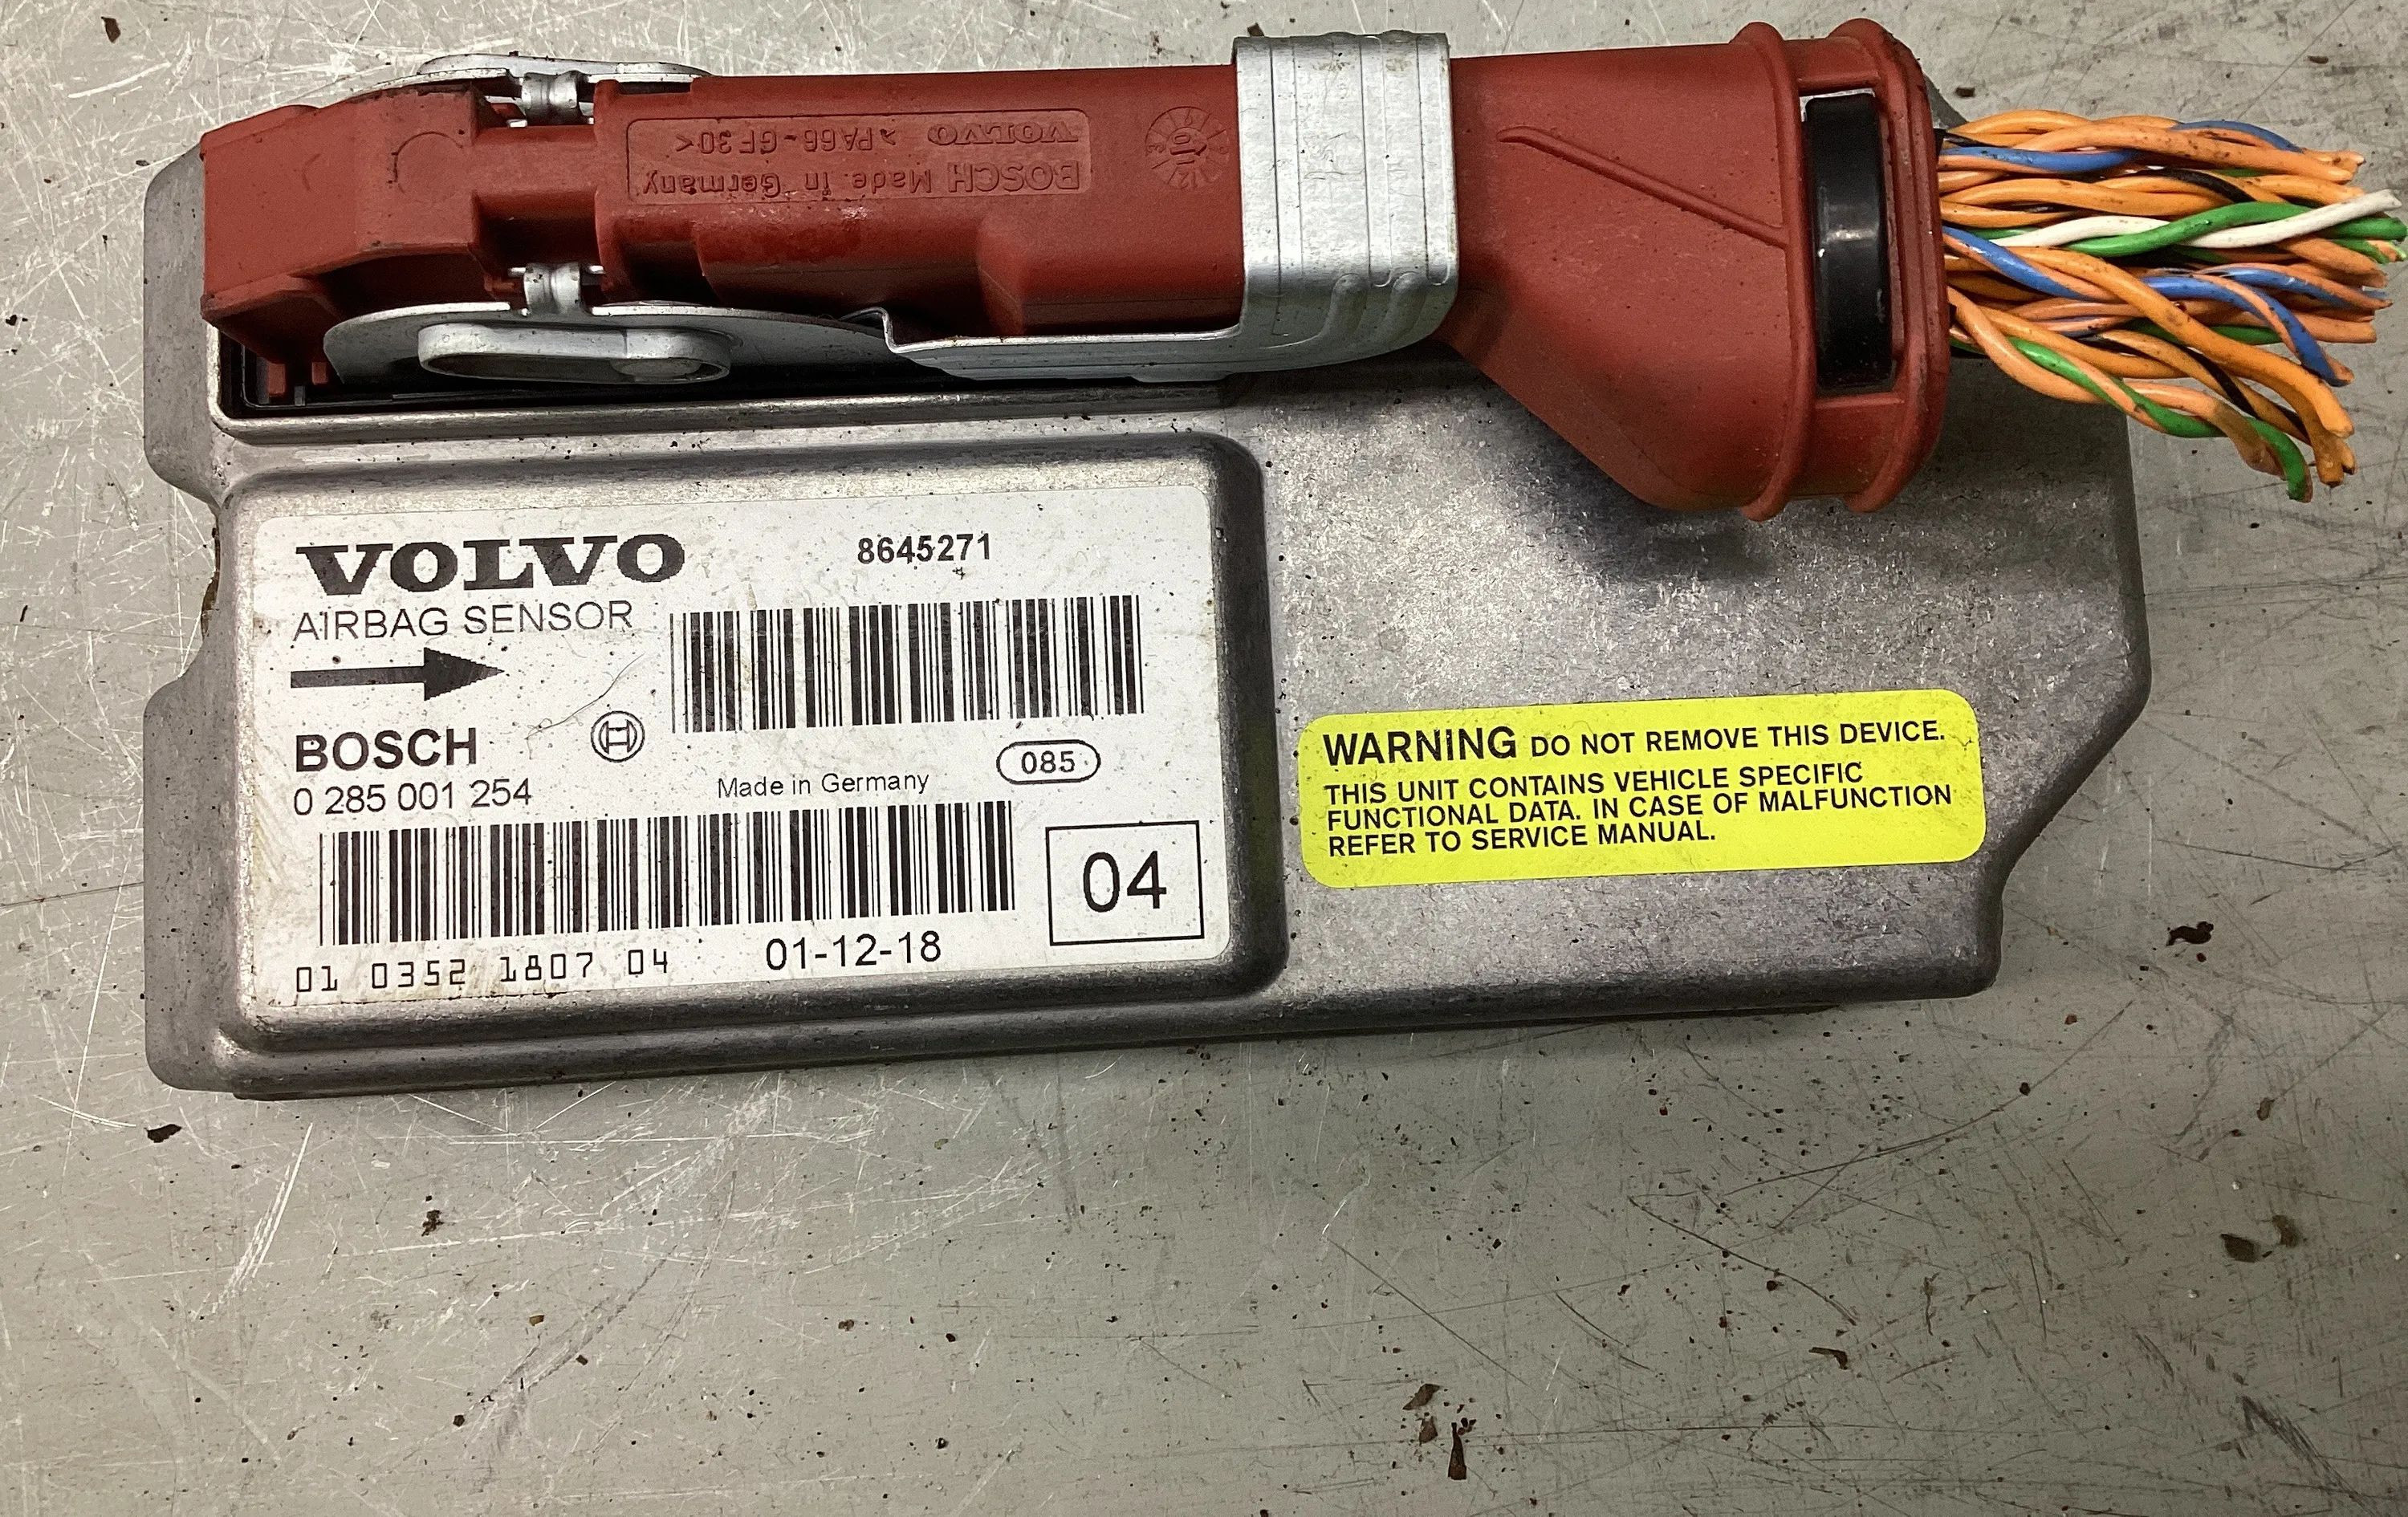 BOSCH Made in Germany
VOLVO >PA66-GF30<
VOLVO
8645271
AIRBAG SENSOR
BOSCH
0 285 001 254
Made in Germany
085
04
01 0352 1807 04
01-12-18
WARNING DO NOT REMOVE THIS DEVICE.
THIS UNIT CONTAINS VEHICLE SPECIFIC
FUNCTIONAL DATA. IN CASE OF MALFUNCTION
REFER TO SERVICE MANUAL.